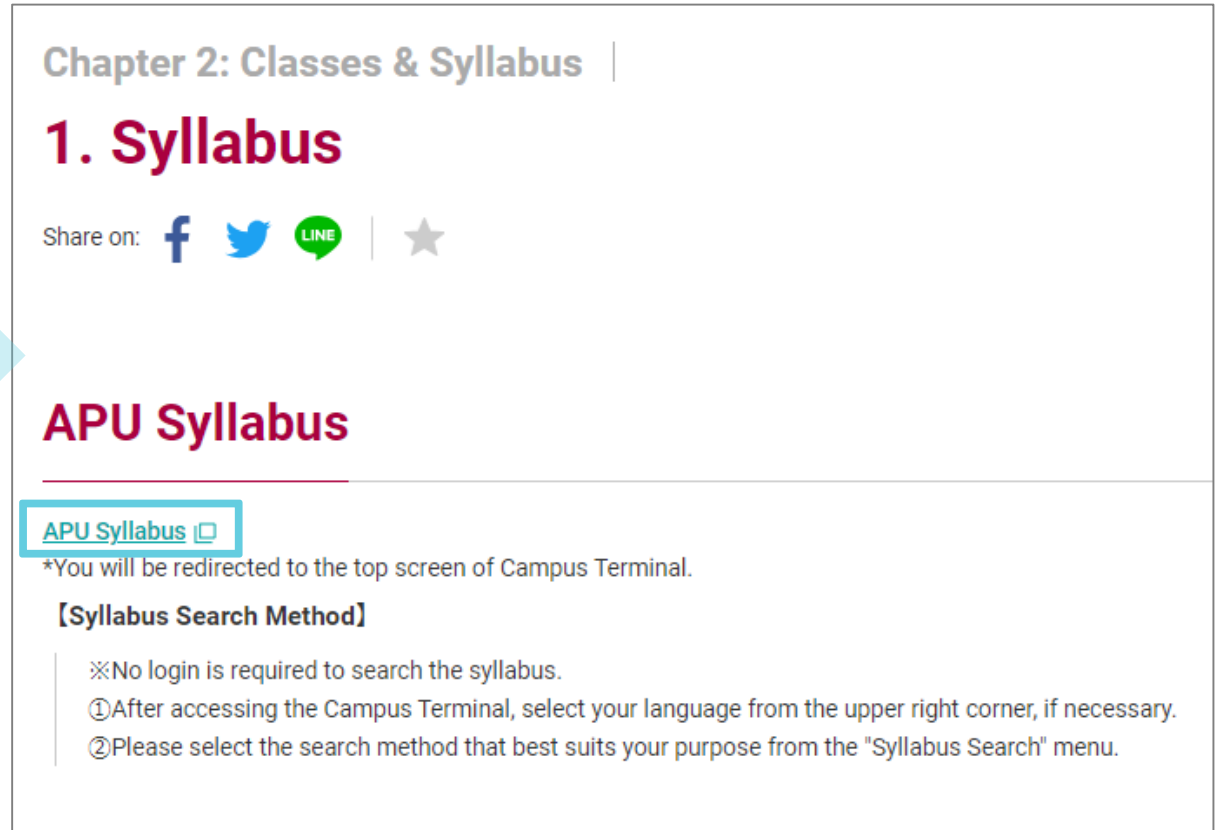 Chapter 2: Classes & Syllabus
1. Syllabus
Share on:
LINE
APU Syllabus
APU Syllabus
*You will be redirected to the top screen of Campus Terminal.
【Syllabus Search Method】
※No login is required to search the syllabus.
①After accessing the Campus Terminal, select your language from the upper right corner, if necessary.
②Please select the search method that best suits your purpose from the "Syllabus Search" menu.